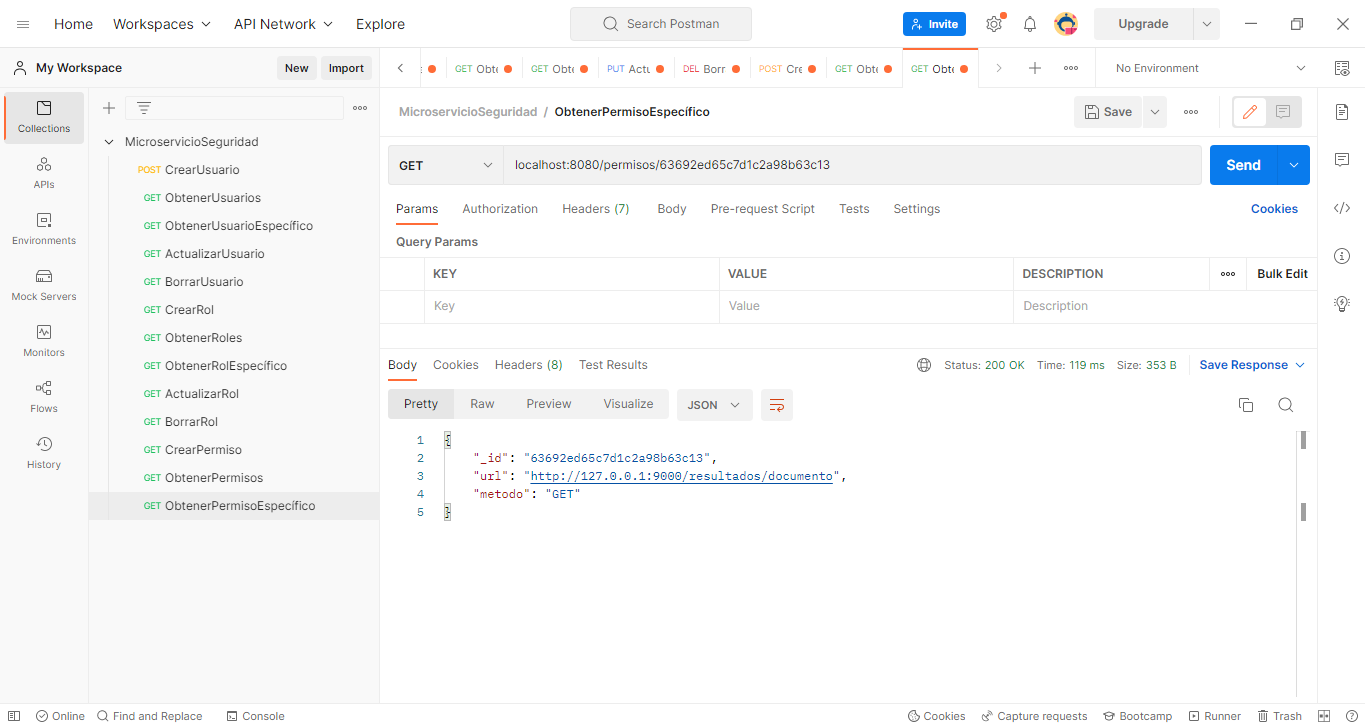 Home Workspaces API Network Explore Search Postman Invite Upgrade
My Workspace New Import
GET Obte GET Obte PUT Actu DEL Borr POST Cre GET Obte GET Obte No Environment
Collections
APIs
Environments
Mock Servers
Monitors
Flows
History
MicroservicioSeguridad
POST CrearUsuario
GET ObtenerUsuarios
GET ObtenerUsuarioEspecífico
GET ActualizarUsuario
GET BorrarUsuario
GET CrearRol
GET ObtenerRoles
GET ObtenerRolEspecífico
GET ActualizarRol
GET BorrarRol
GET CrearPermiso
GET ObtenerPermisos
GET ObtenerPermisoEspecífico
MicroservicioSeguridad / ObtenerPermisoEspecífico Save
GET localhost:8080/permisos/63692ed65c7d1c2a98b63c13 Send
Params Authorization Headers (7) Body Pre-request Script Tests Settings Cookies
Query Params
KEY VALUE DESCRIPTION Bulk Edit
Key Value Description
Body Cookies Headers (8) Test Results Status: 200 OK Time: 119 ms Size: 353 B Save Response
Pretty Raw Preview Visualize JSON
1 {
2 "_id": "63692ed65c7d1c2a98b63c13",
3 "url": "http://127.0.0.1:9000/resultados/documento",
4 "metodo": "GET"
5 }
Online Find and Replace Console Cookies Capture requests Bootcamp Runner Trash